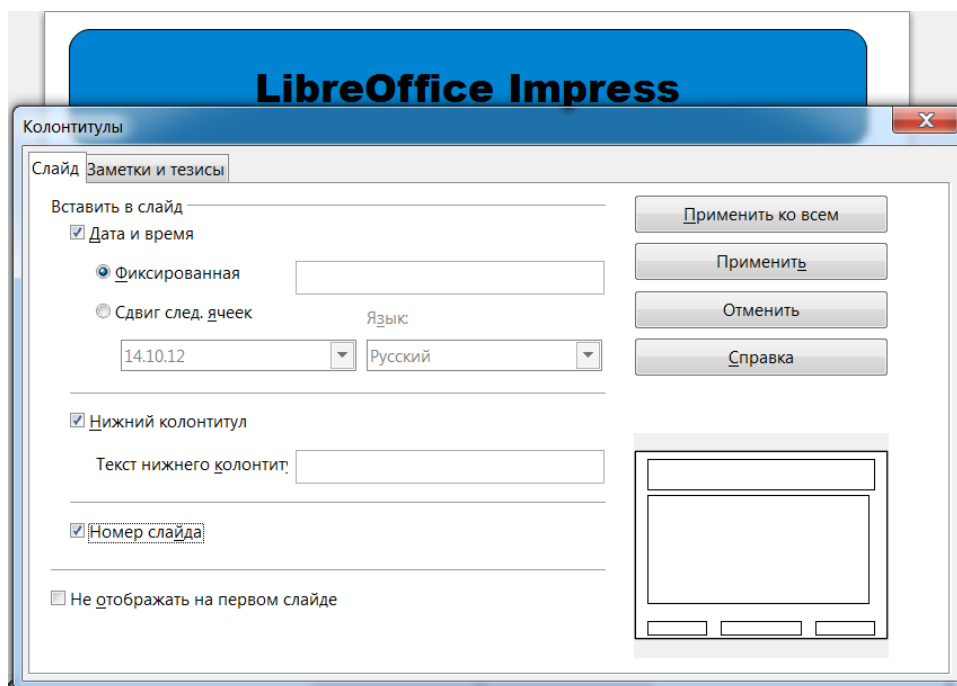 LibreOffice Impress
Колонтитулы
Слайд Заметки и тезисы
Вставить в слайд
Дата и время
Фиксированная
Сдвиг след. ячеек
Язык:
14.10.12 Русский
Нижний колонтитул
Текст нижнего колонтит
Номер слайда
Не отображать на первом слайде
Применить ко всем
Применить
Отменить
Справка